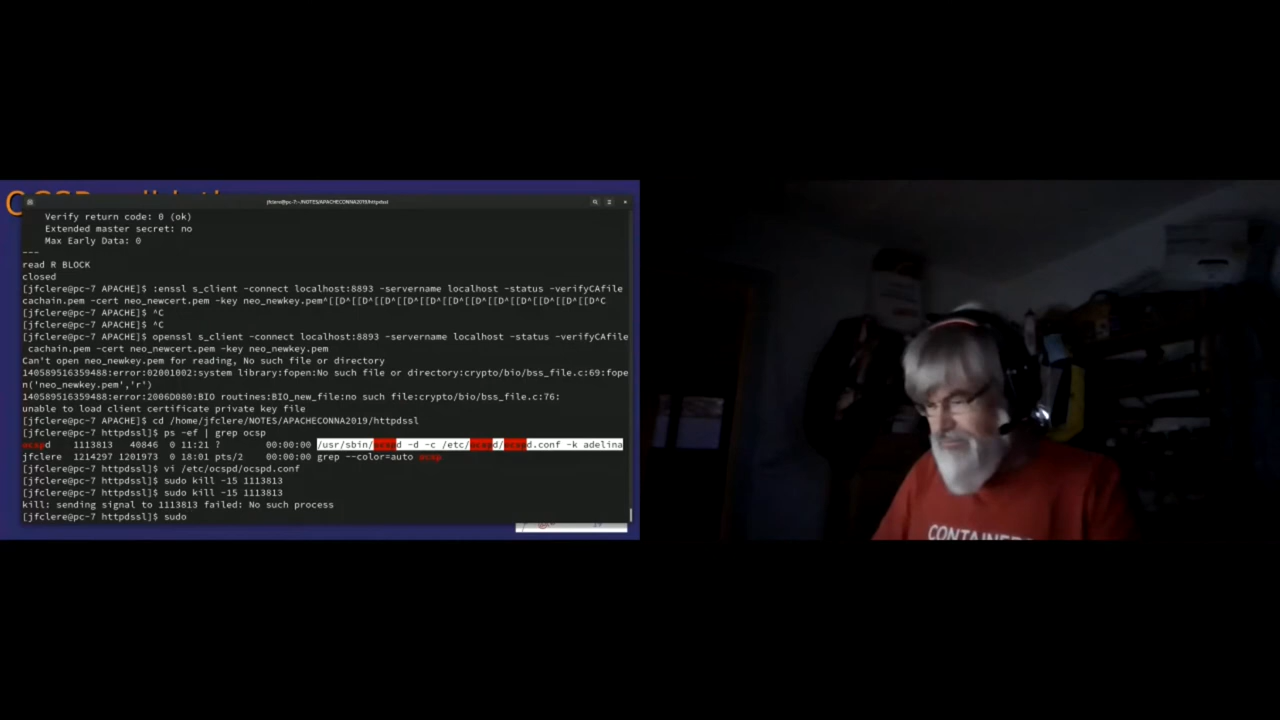 jfclere@pc-7:~/NOTES/APACHECONNA2019/httpdssl
Verify return code: 0 (ok)
Extended master secret: no
Max Early Data: 0
---
read R BLOCK
closed
[jfclere@pc-7 APACHE]$ :enssl s_client -connect localhost:8893 -servername localhost -status -verifyCAfile
cachain.pem -cert neo_newcert.pem -key neo_newkey.pem^[[D^[[D^[[D^[[D^[[D^[[D^[[D^[[D^[[D^[[D^[[D^[[D^C
[jfclere@pc-7 APACHE]$ ^C
[jfclere@pc-7 APACHE]$ ^C
[jfclere@pc-7 APACHE]$ openssl s_client -connect localhost:8893 -servername localhost -status -verifyCAfile
cachain.pem -cert neo_newcert.pem -key neo_newkey.pem
Can't open neo_newkey.pem for reading, No such file or directory
140589516359488:error:02001002:system library:fopen:No such file or directory:crypto/bio/bss_file.c:69:fope
n('neo_newkey.pem','r')
140589516359488:error:2006D080:BIO routines:BIO_new_file:no such file:crypto/bio/bss_file.c:76:
unable to load client certificate private key file
[jfclere@pc-7 APACHE]$ cd /home/jfclere/NOTES/APACHECONNA2019/httpdssl
[jfclere@pc-7 httpdssl]$ ps -ef | grep ocsp
ocspd 1113813 40846 0 11:21 ? 00:00:00 /usr/sbin/ocspd -d -c /etc/ocspd/ocspd.conf -k adelina
jfclere 1214297 1201973 0 18:01 pts/2 00:00:00 grep --color=auto ocsp
[jfclere@pc-7 httpdssl]$ vi /etc/ocspd/ocspd.conf
[jfclere@pc-7 httpdssl]$ sudo kill -15 1113813
[jfclere@pc-7 httpdssl]$ sudo kill -15 1113813
kill: sending signal to 1113813 failed: No such process
[jfclere@pc-7 httpdssl]$ sudo